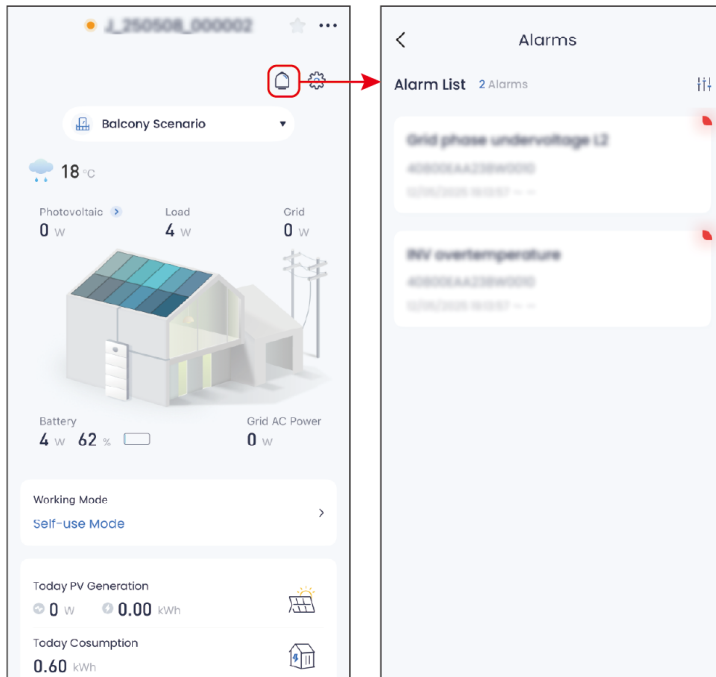 J_250508_000002
Balcony Scenario
18 °C
Photovoltaic
Load
Grid
0 W
4 W
0 W
Battery
Grid AC Power
4 W 62 %
0 W
Working Mode
Self-use Mode
Today PV Generation
0 W 0.00 kWh
Today Cosumption
0.60 kWh
Alarms
Alarm List 2 Alarms
Grid phase undervoltage L2
INV overtemperature